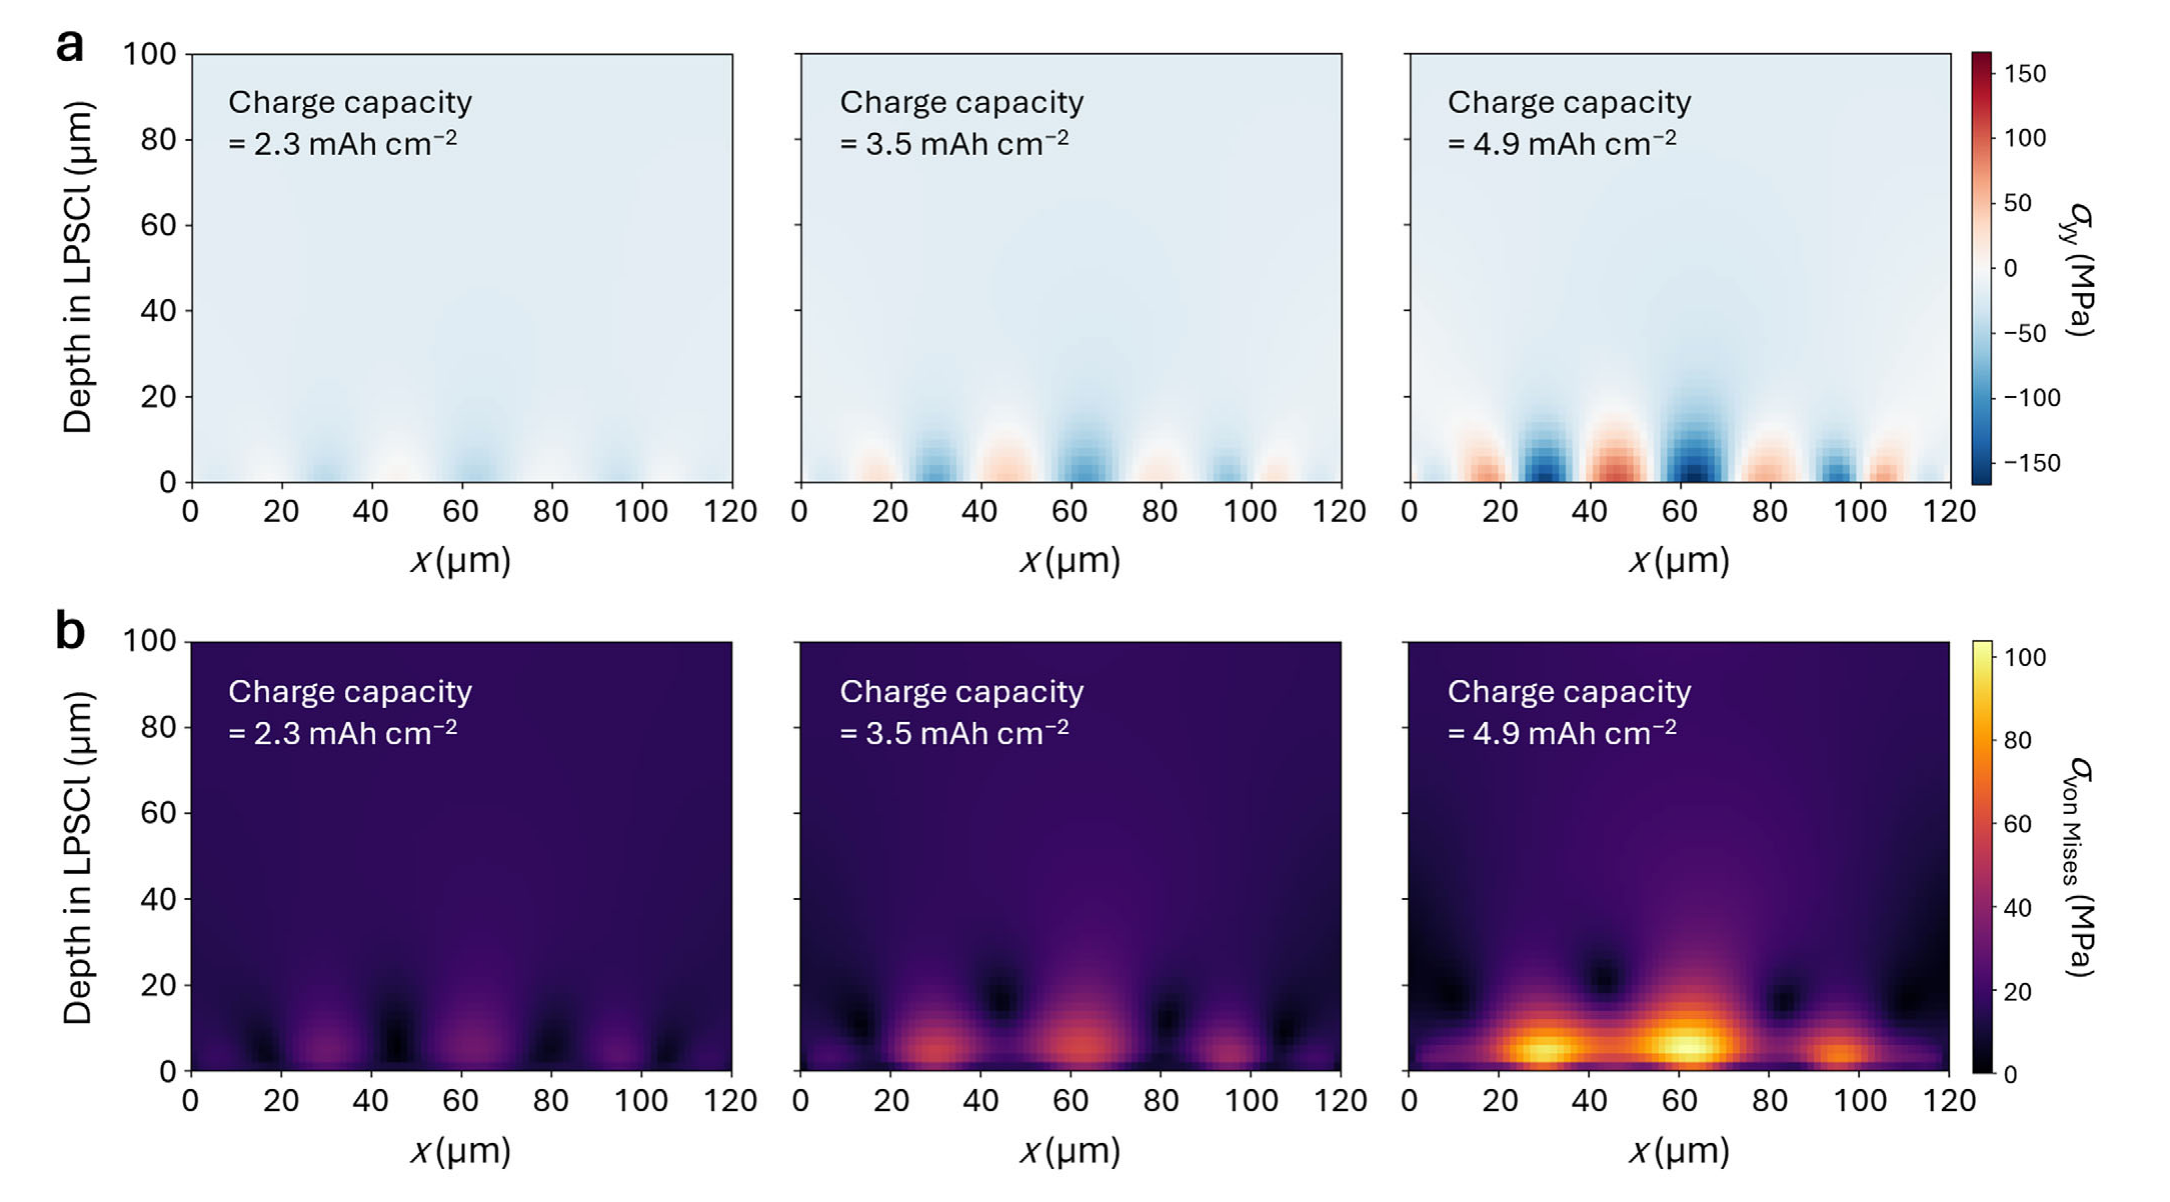 a
Charge capacity
= 2.3 mAh cm⁻²
Charge capacity
= 3.5 mAh cm⁻²
Charge capacity
= 4.9 mAh cm⁻²
Depth in LPSCl (μm)
100
80
60
40
20
0
0 20 40 60 80 100 120
0 20 40 60 80 100 120
0 20 40 60 80 100 120
x (μm)
x (μm)
x (μm)
150
100
50
0
−50
−100
−150
σyy (MPa)
b
Charge capacity
= 2.3 mAh cm⁻²
Charge capacity
= 3.5 mAh cm⁻²
Charge capacity
= 4.9 mAh cm⁻²
Depth in LPSCl (μm)
100
80
60
40
20
0
0 20 40 60 80 100 120
0 20 40 60 80 100 120
0 20 40 60 80 100 120
x (μm)
x (μm)
x (μm)
100
80
60
40
20
0
σvon Mises (MPa)